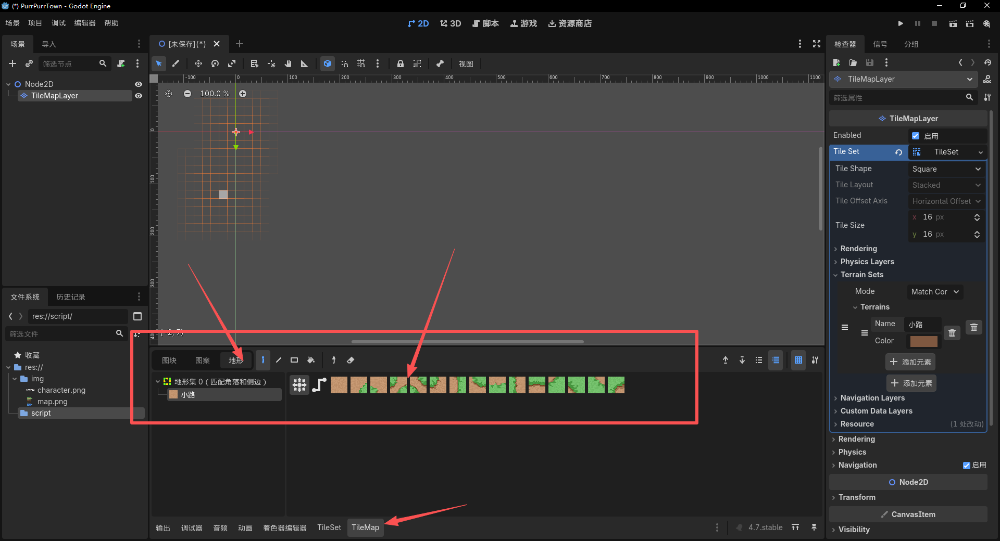 (*) PurrPurrTown - Godot Engine
场景 项目 调试 编辑器 帮助
2D 3D 脚本 游戏 资源商店
场景 导入
筛选节点
Node2D
TileMapLayer
[未保存](*)
视图
-100 0 100 200 300 400 500 600 700 800 900 1000 1100
0
100
200
300
400
100.0 %
(-2, 7)
文件系统 历史记录
res://script/
筛选文件
收藏
res://
img
character.png
map.png
script
图块 图案 地形
地形集 0（匹配角落和侧边）
小路
输出 调试器 音频 动画 着色器编辑器 TileSet TileMap
4.7.stable
检查器 信号 分组
TileMapLayer
筛选属性
TileMapLayer
Enabled 启用
Tile Set TileSet
Tile Shape Square
Tile Layout Stacked
Tile Offset Axis Horizontal Offset
Tile Size
x 16 px
y 16 px
Rendering
Physics Layers
Terrain Sets
Mode Match Cor
Terrains
Name 小路
Color
添加元素
添加元素
Navigation Layers
Custom Data Layers
Resource (1 处改动)
Rendering
Physics
Navigation 启用
Node2D
Transform
CanvasItem
Visibility